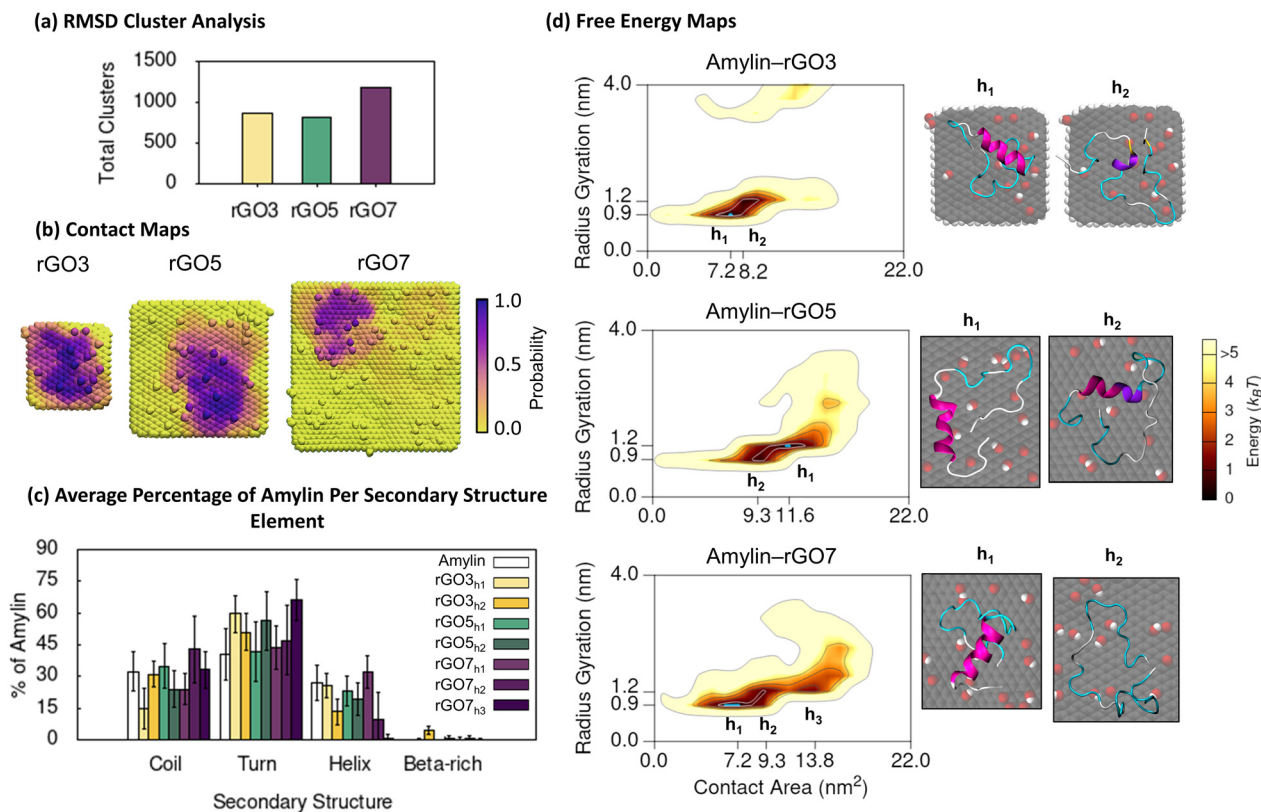 (a) RMSD Cluster Analysis
Total Clusters
1500
1000
500
0
rGO3 rGO5 rGO7
(b) Contact Maps
rGO3 rGO5 rGO7
1.0
0.5
0.0
Probability
(c) Average Percentage of Amylin Per Secondary Structure
Element
% of Amylin
90
75
60
45
30
15
0
Amylin
rGO3h1
rGO3h2
rGO5h1
rGO5h2
rGO7h1
rGO7h2
rGO7h3
Coil Turn Helix Beta-rich
Secondary Structure
(d) Free Energy Maps
Amylin–rGO3
Radius Gyration (nm)
4.0
1.2
0.9
0.0
h1 h2
0.0 7.2 8.2 22.0
h1 h2
Amylin–rGO5
Radius Gyration (nm)
4.0
1.2
0.9
0.0
h2 h1
0.0 9.3 11.6 22.0
h1 h2
Amylin–rGO7
Radius Gyration (nm)
4.0
1.2
0.9
0.0
h1 h2 h3
0.0 7.2 9.3 13.8 22.0
Contact Area (nm²)
h1 h2
>5
4
3
2
1
0
Energy (kBT)